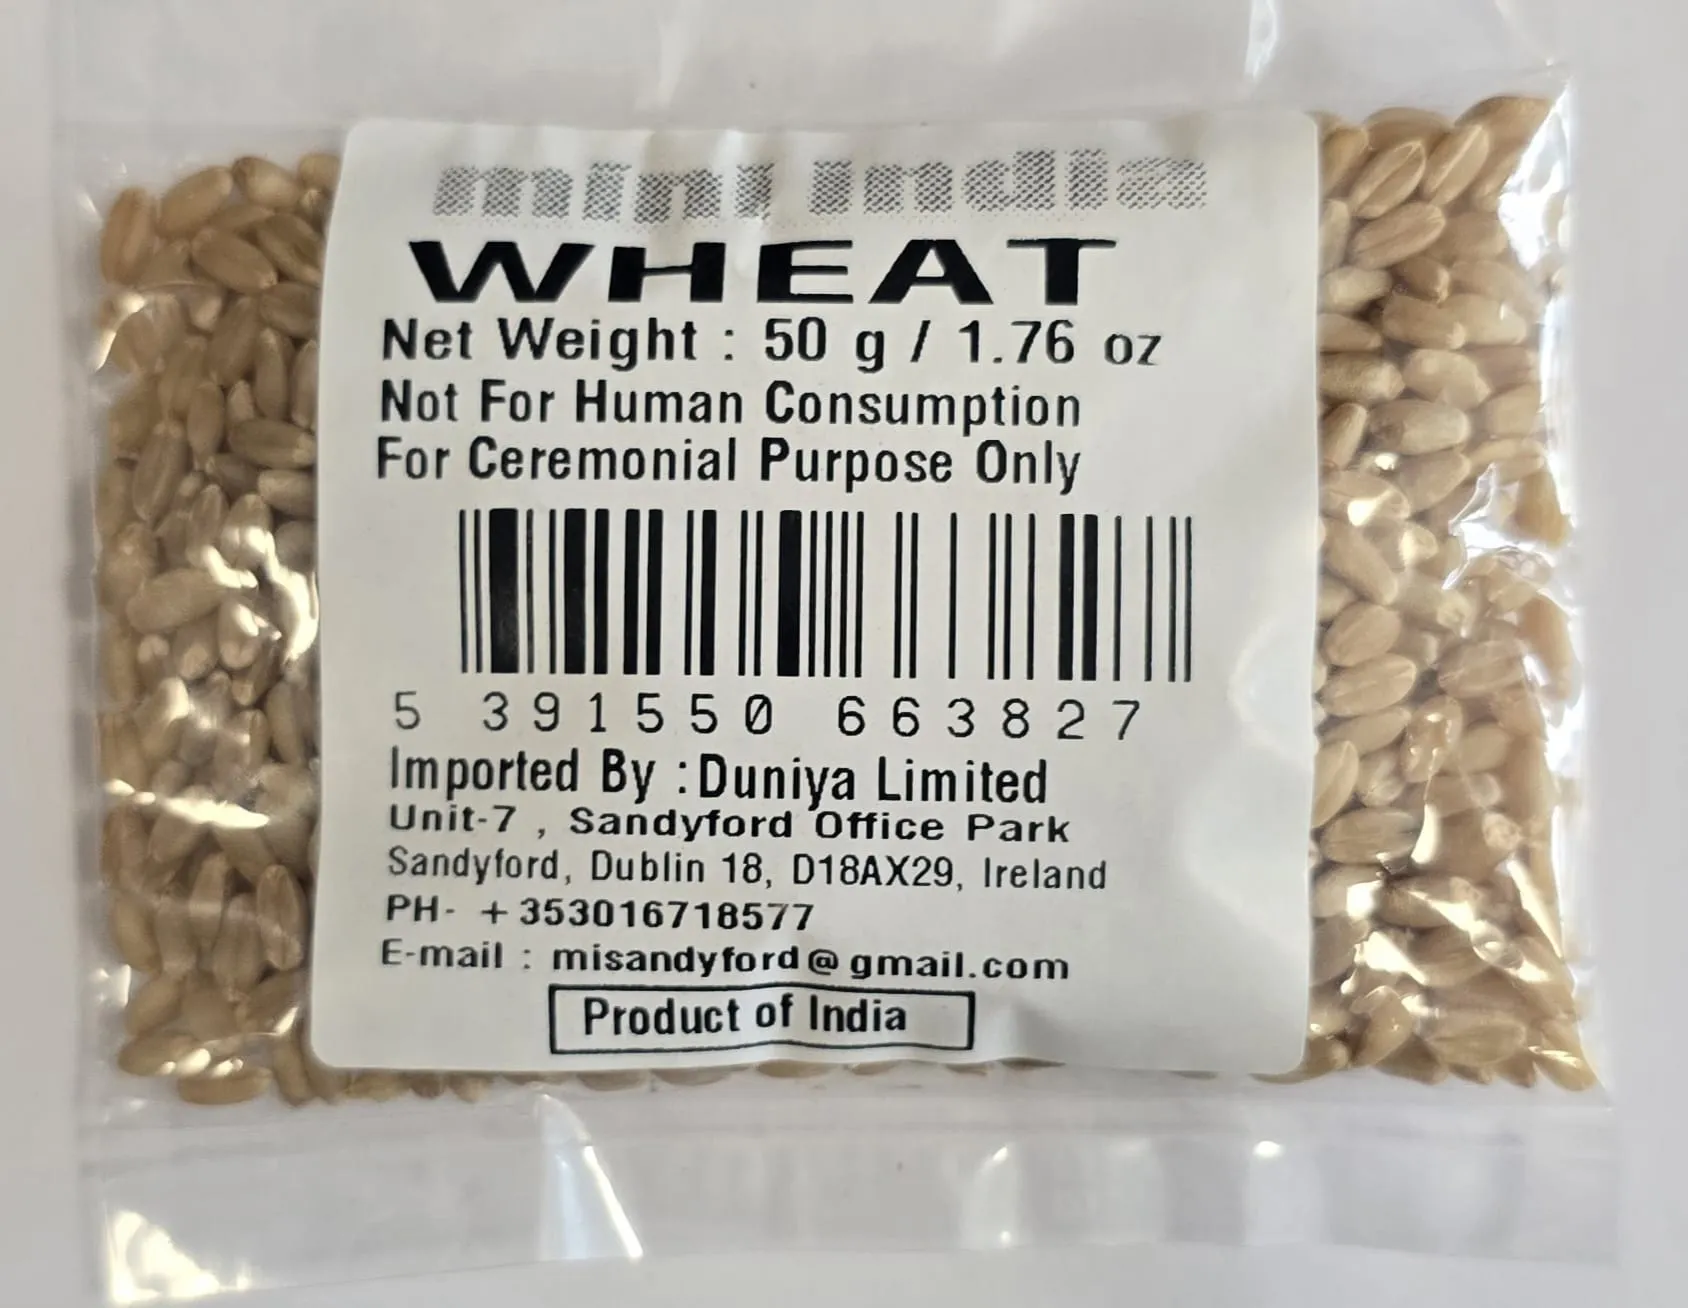 mini india
WHEAT
Net Weight : 50 g / 1.76 oz
Not For Human Consumption
For Ceremonial Purpose Only
5 391550 663827
Imported By :Duniya Limited
Unit-7 , Sandyford Office Park
Sandyford, Dublin 18, D18AX29, Ireland
PH- +353016718577
E-mail : misandyford@gmail.com
Product of India